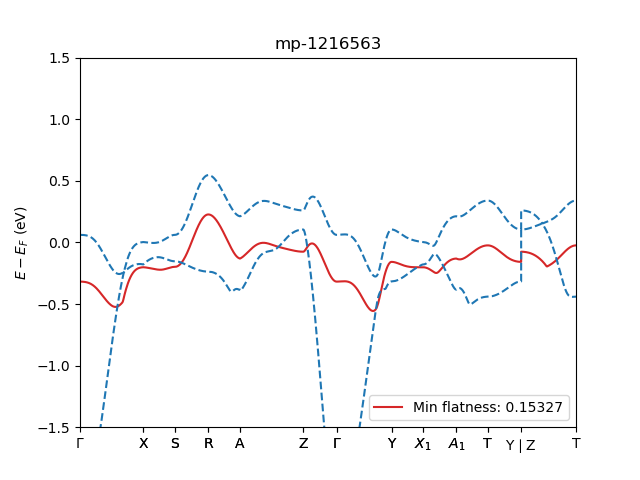 mp-1216563
E − E_F (eV)
1.5
1.0
0.5
0.0
−0.5
−1.0
−1.5
Min flatness: 0.15327
Γ X S R A Z Γ Y X₁ A₁ T Y | Z T